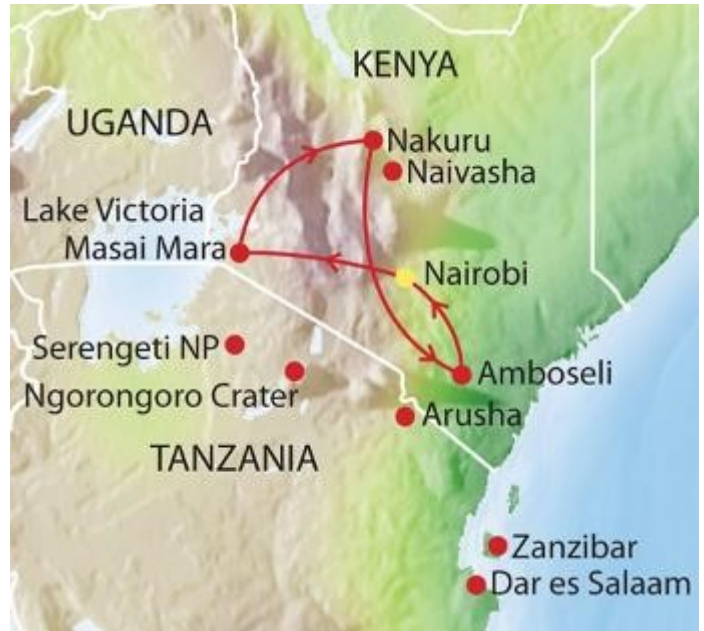 KENYA
UGANDA
Nakuru
Naivasha
Lake Victoria
Masai Mara
Nairobi
Serengeti NP
Amboseli
Ngorongoro Crater
Arusha
TANZANIA
Zanzibar
Dar es Salaam